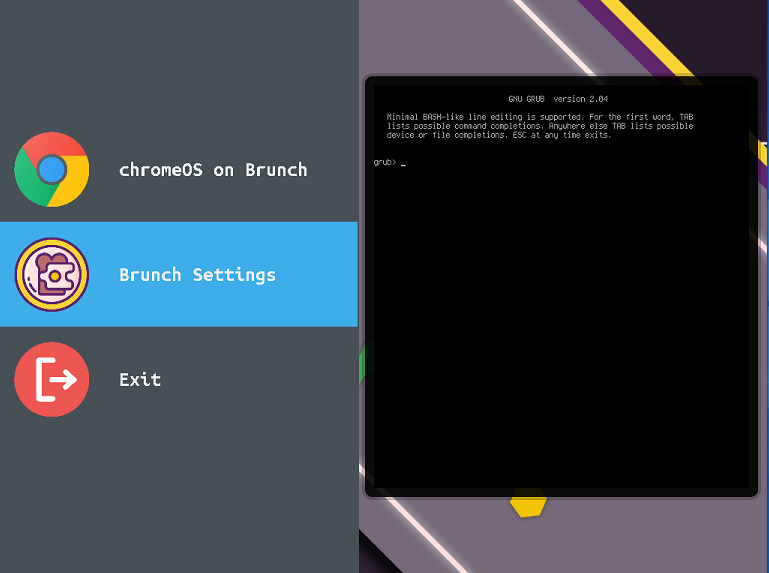 chromeOS on Brunch
Brunch Settings
Exit
GNU GRUB version 2.04
Minimal BASH-like line editing is supported. For the first word, TAB
lists possible command completions. Anywhere else TAB lists possible
device or file completions. ESC at any time exits.
grub> _